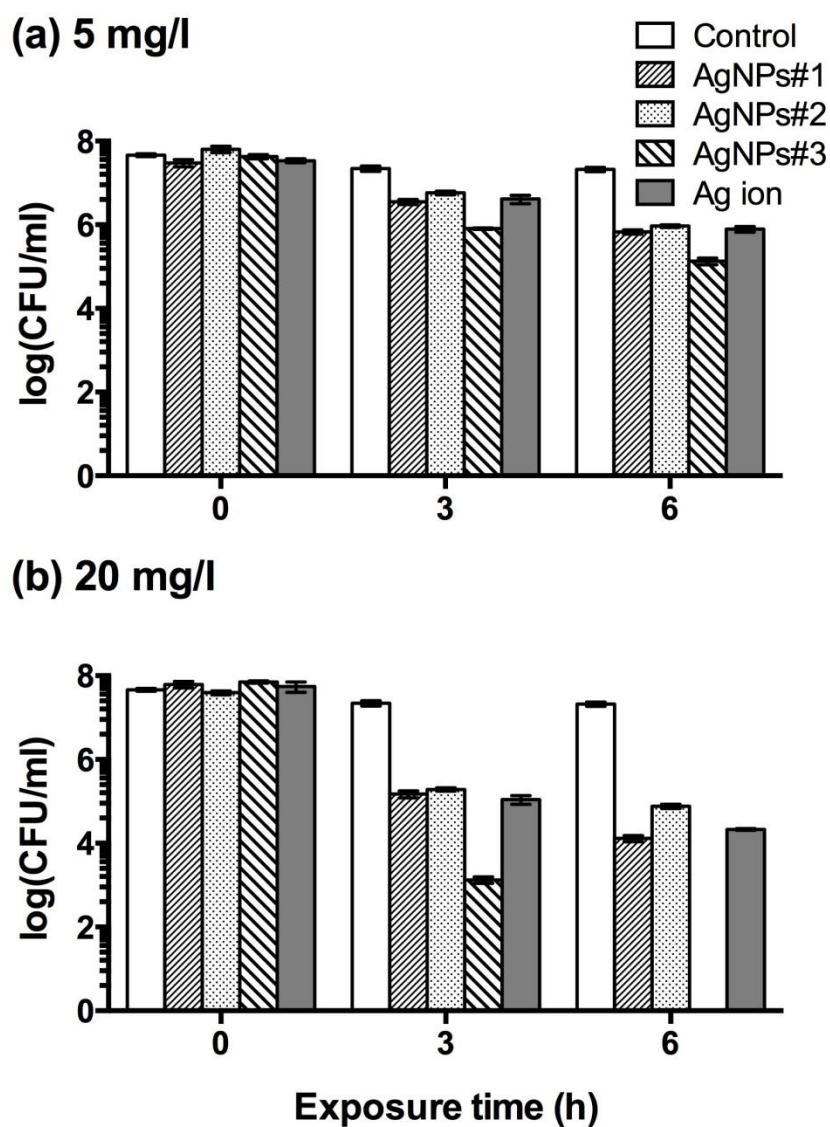 (a) 5 mg/l
Control
AgNPs#1
AgNPs#2
AgNPs#3
Ag ion
log(CFU/ml)
8
6
4
2
0
0 3 6
(b) 20 mg/l
log(CFU/ml)
8
6
4
2
0
0 3 6
Exposure time (h)